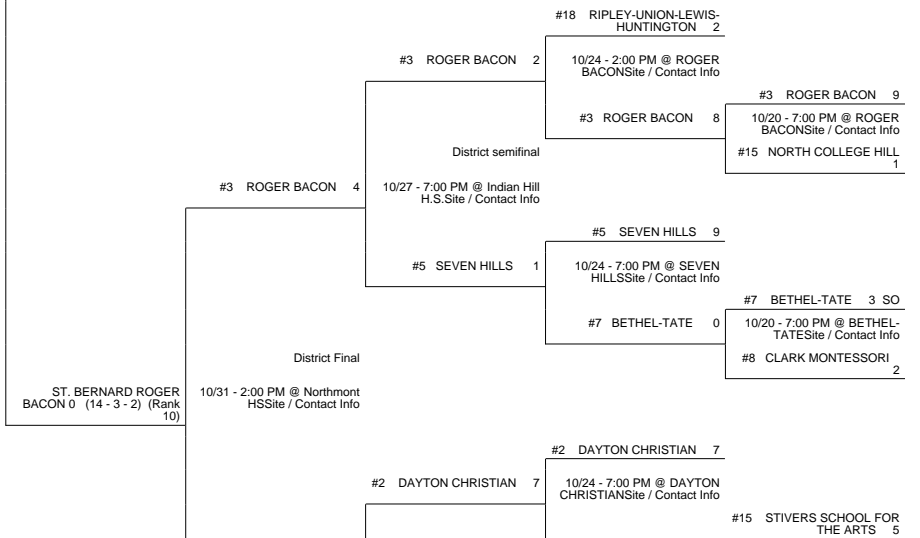 #18 RIPLEY-UNION-LEWIS-
HUNTINGTON 2
#3 ROGER BACON 2
10/24 - 2:00 PM @ ROGER
BACONSite / Contact Info
#3 ROGER BACON 9
#3 ROGER BACON 8
10/20 - 7:00 PM @ ROGER
BACONSite / Contact Info
District semifinal
#15 NORTH COLLEGE HILL
1
#3 ROGER BACON 4
10/27 - 7:00 PM @ Indian Hill
H.S.Site / Contact Info
#5 SEVEN HILLS 9
#5 SEVEN HILLS 1
10/24 - 7:00 PM @ SEVEN
HILLSSite / Contact Info
#7 BETHEL-TATE 3 SO
#7 BETHEL-TATE 0
10/20 - 7:00 PM @ BETHEL-
TATESite / Contact Info
District Final
#8 CLARK MONTESSORI
2
ST. BERNARD ROGER
BACON 0 (14 - 3 - 2) (Rank
10)
10/31 - 2:00 PM @ Northmont
HSSite / Contact Info
#2 DAYTON CHRISTIAN 7
#2 DAYTON CHRISTIAN 7
10/24 - 7:00 PM @ DAYTON
CHRISTIANSite / Contact Info
#15 STIVERS SCHOOL FOR
THE ARTS 5